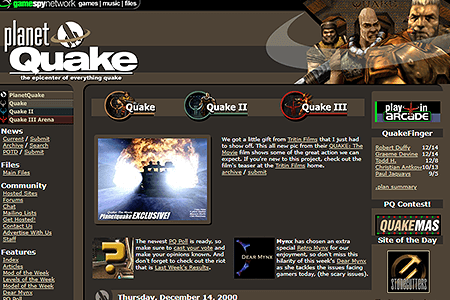 gamespynetwork games | music | files
planet
Quake
the epicenter of everything quake
PlanetQuake
Quake
Quake II
Quake III Arena
News
Current / Submit
Archive / Search
POTD / Submit
Files
Main Files
Community
Hosted Sites
Forums
Chat
Mailing Lists
Get Hosted!
Contact Us
Advertise With Us
Staff
Features
Index
Articles
Mod of the Week
Levels of the Week
Model of the Week
Dear Mynx
Quake
Quake II
Quake III
PlanetQuake EXCLUSIVE!
We got a little gift from Tritin Films that I just had
to show off. This all new pic from their QUAKE: The
Movie film shows some of the great action we can
expect. If you're new to this project, check out the
film's teaser at the Tritin Films home.
archive / submit
?
The newest PQ Poll is ready, so
make sure to cast your vote and
make your opinions known. And
don't forget to check out the riot
that is Last Week's Results.
DEAR MYNX
Mynx has chosen an extra
special Retro Mynx for our
enjoyment, so don't miss this
hilarity of this week's Dear Mynx
as she tackles the issues facing
gamers today. (the scary issues).
Thursday, December 14, 2000
play in
ARCADE
QuakeFinger
Robert Duffy 12/14
Graeme Devine 12/14
Todd H. 12/8
Christian Antkow 10/13
Paul Jaquays 9/5
plan summary
PQ Contest!
QUAKEMAS
Site of the Day
STONECUTTERS